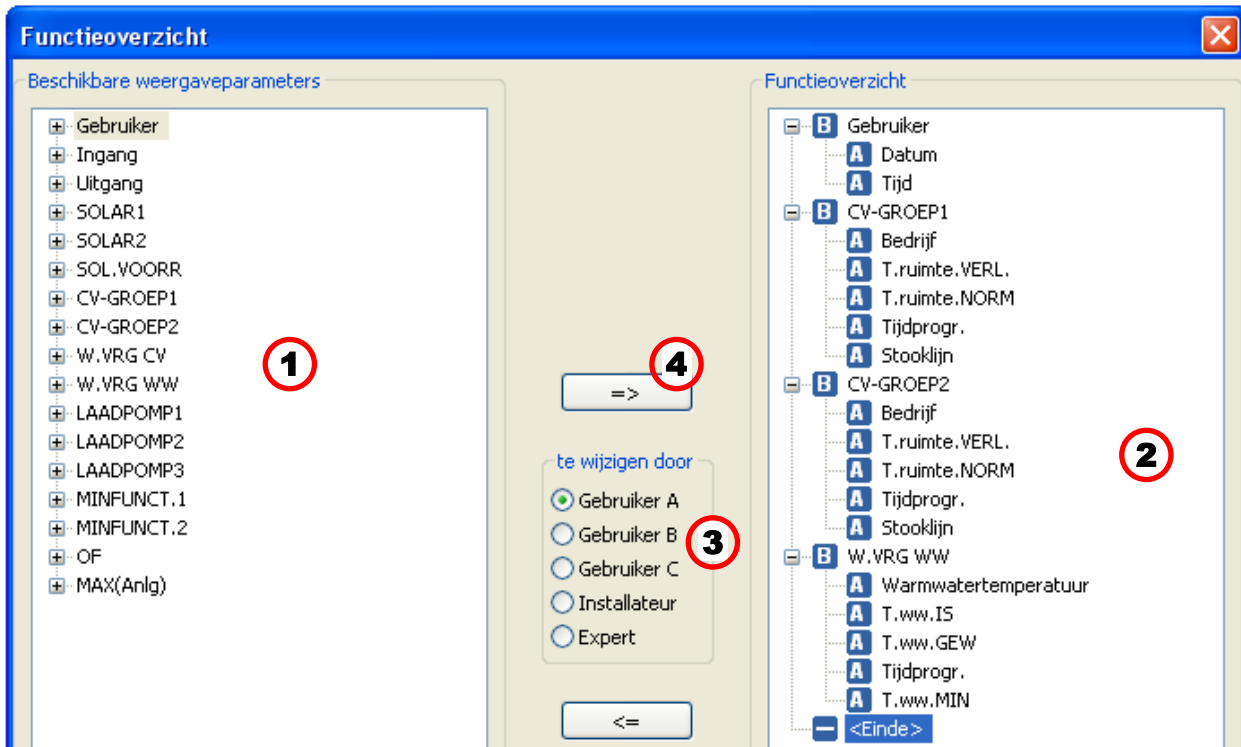 Functieoverzicht
Beschikbare weergaveparameters
Gebruiker
Ingang
Uitgang
SOLAR1
SOLAR2
SOL.VOORR
CV-GROEP1
CV-GROEP2
W.VRG CV
W.VRG WW
LAADPOMP1
LAADPOMP2
LAADPOMP3
MINFUNCT.1
MINFUNCT.2
OF
MAX(Anlg)
1
4
=>
te wijzigen door
Gebruiker A
Gebruiker B
Gebruiker C
Installateur
Expert
3
<=
Functieoverzicht
B Gebruiker
A Datum
A Tijd
B CV-GROEP1
A Bedrijf
A T.ruimte.VERL.
A T.ruimte.NORM
A Tijdprogr.
A Stooklijn
B CV-GROEP2
A Bedrijf
A T.ruimte.VERL.
A T.ruimte.NORM
A Tijdprogr.
A Stooklijn
B W.VRG WW
A Warmwatertemperatuur
A T.ww.IS
A T.ww.GEW
A Tijdprogr.
A T.ww.MIN
<Einde>
2